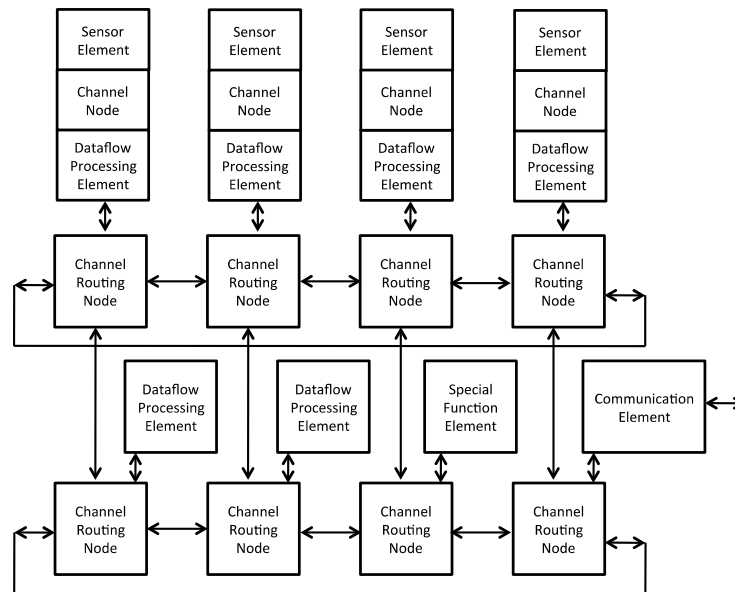 Sensor
Element
Sensor
Element
Sensor
Element
Sensor
Element
Channel
Node
Channel
Node
Channel
Node
Channel
Node
Dataflow
Processing
Element
Dataflow
Processing
Element
Dataflow
Processing
Element
Dataflow
Processing
Element
Channel
Routing
Node
Channel
Routing
Node
Channel
Routing
Node
Channel
Routing
Node
Dataflow
Processing
Element
Dataflow
Processing
Element
Special
Function
Element
Communication
Element
Channel
Routing
Node
Channel
Routing
Node
Channel
Routing
Node
Channel
Routing
Node